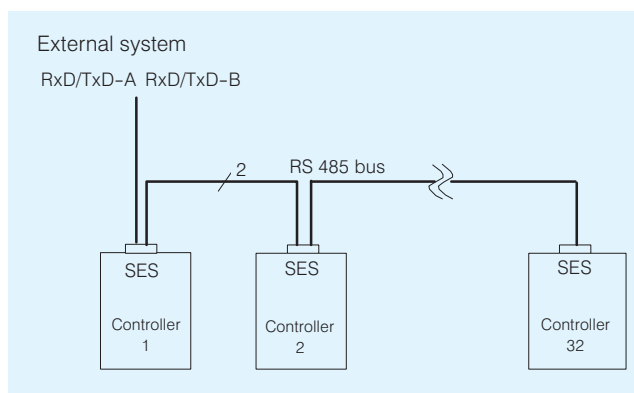 External system
RxD/TxD-A RxD/TxD-B
2 RS 485 bus
SES SES SES
Controller 1
Controller 2
Controller 32